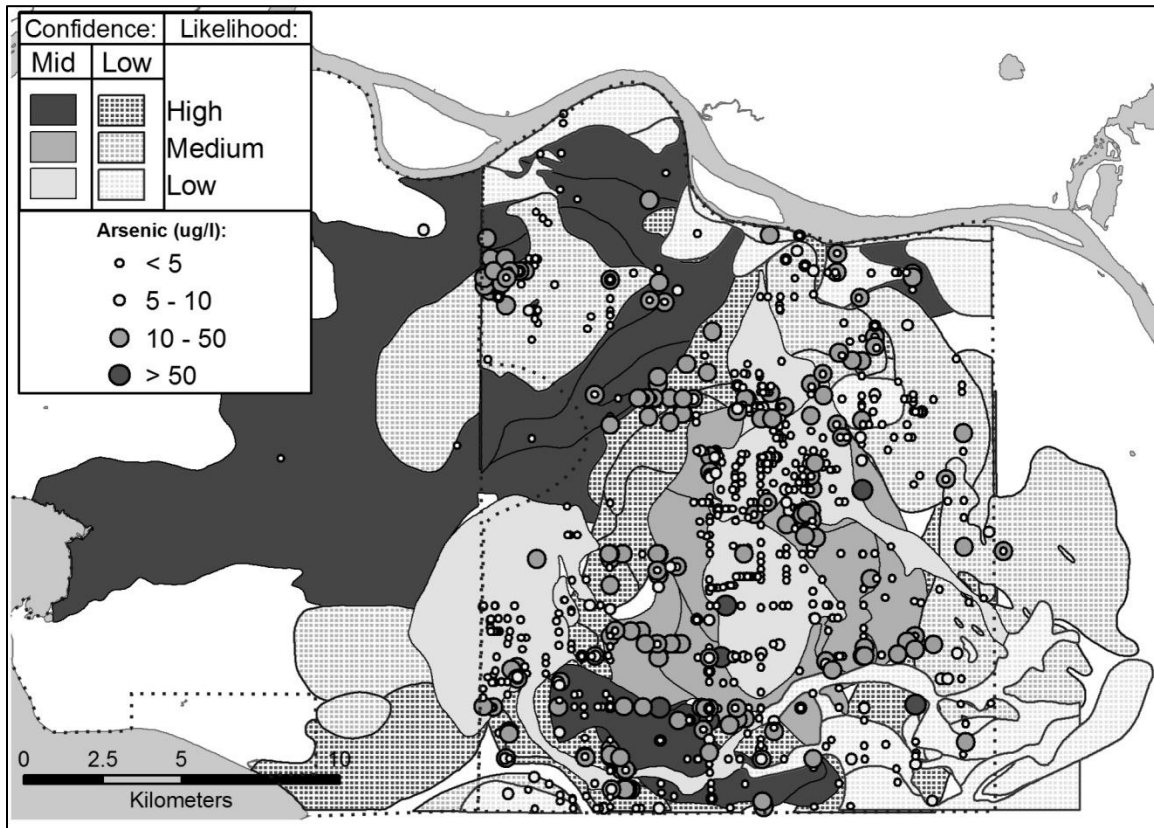 Confidence: Likelihood:
Mid Low
High
Medium
Low
Arsenic (ug/l):
< 5
5 - 10
10 - 50
> 50
0 2.5 5 10
Kilometers